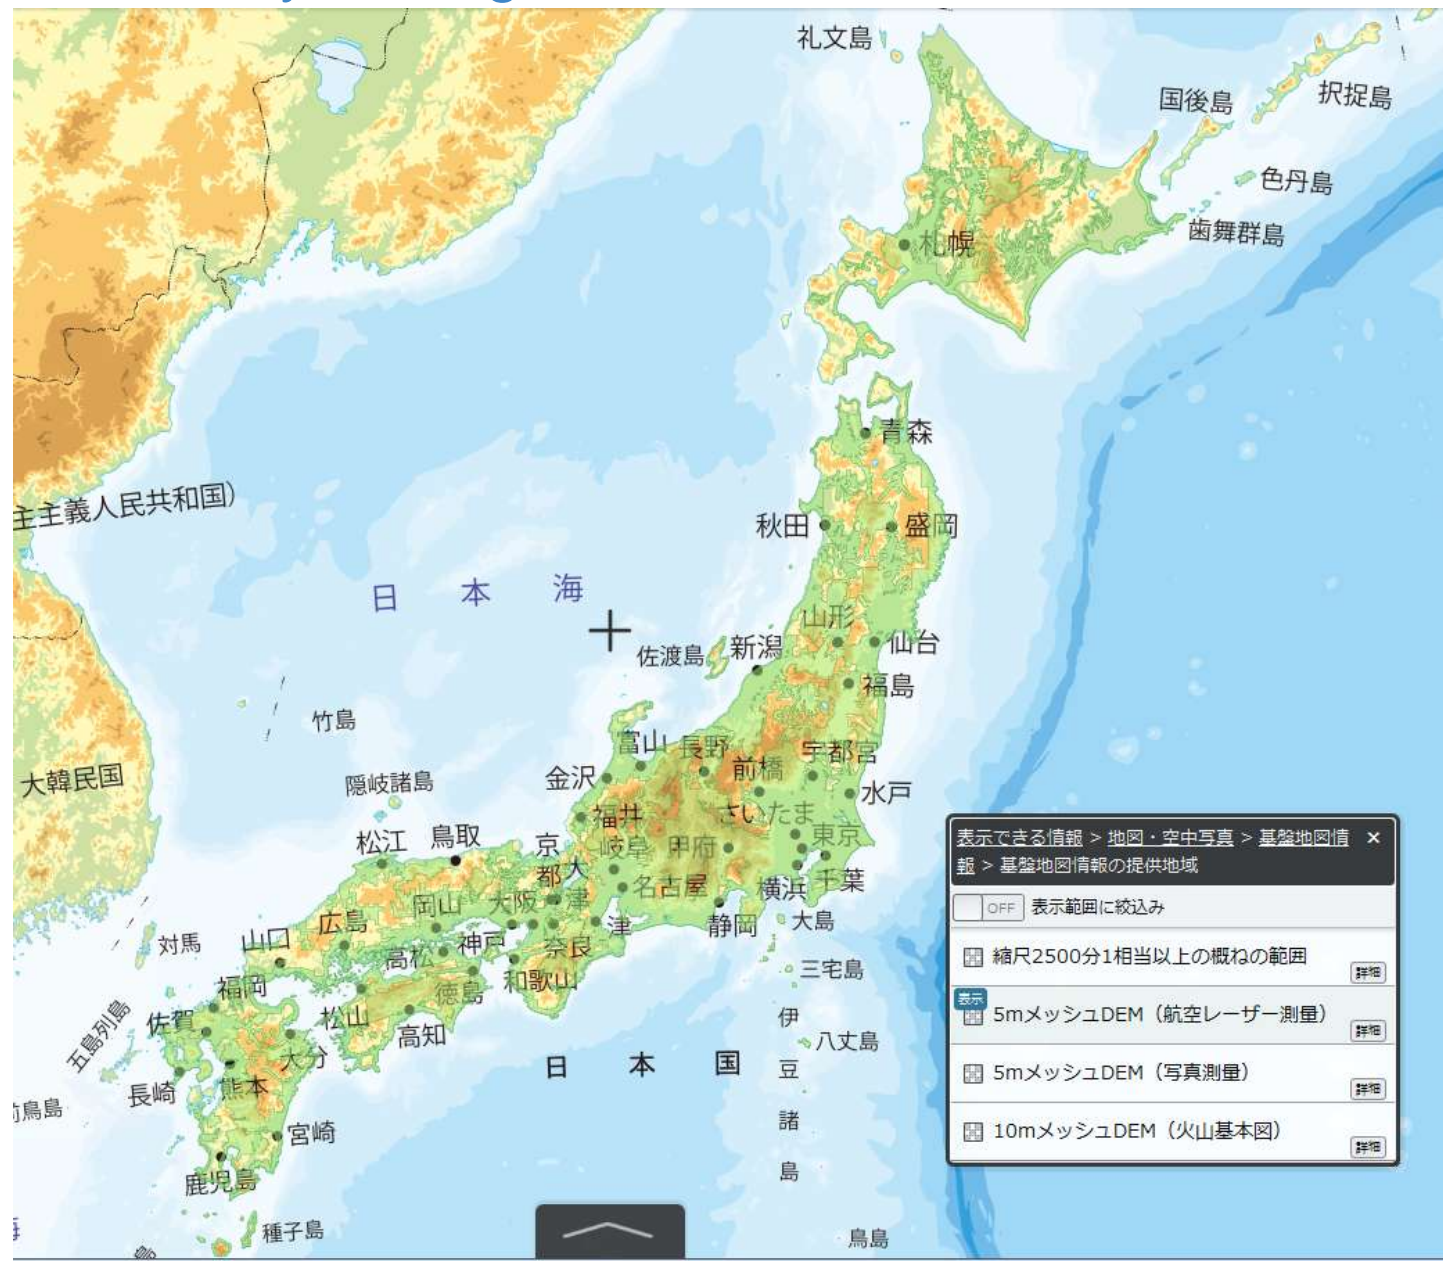 礼文島
択捉島
国後島
色丹島
歯舞群島
札幌
青森
主主義人民共和国)
秋田
盛岡
日本海
山形
仙台
佐渡島
新潟
福島
竹島
富山
長野
宇都宮
大韓民国
金沢
前橋
水戸
隠岐諸島
福井
さいたま
松江
鳥取
京都
大津
岐阜
甲府
東京
名古屋
横浜
千葉
岡山
大阪
広島
津
静岡
大島
対馬
山口
高松
神戸
奈良
三宅島
福岡
徳島
和歌山
五島列島
佐賀
松山
高知
伊豆諸島
八丈島
大分
日本国
長崎
熊本
鳥島
宮崎
鹿児島
種子島
島
鳥島
海
表示できる情報 > 地図・空中写真 > 基盤地図情
報 > 基盤地図情報の提供地域
×
OFF 表示範囲に絞込み
縮尺2500分1相当以上の概ねの範囲
詳細
表示
5mメッシュDEM（航空レーザー測量）
詳細
5mメッシュDEM（写真測量）
詳細
10mメッシュDEM（火山基本図）
詳細